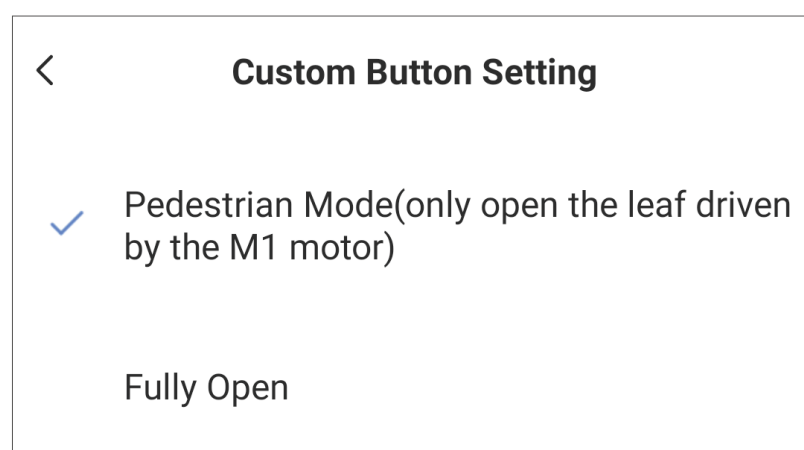 Custom Button Setting
Pedestrian Mode(only open the leaf driven
by the M1 motor)
Fully Open